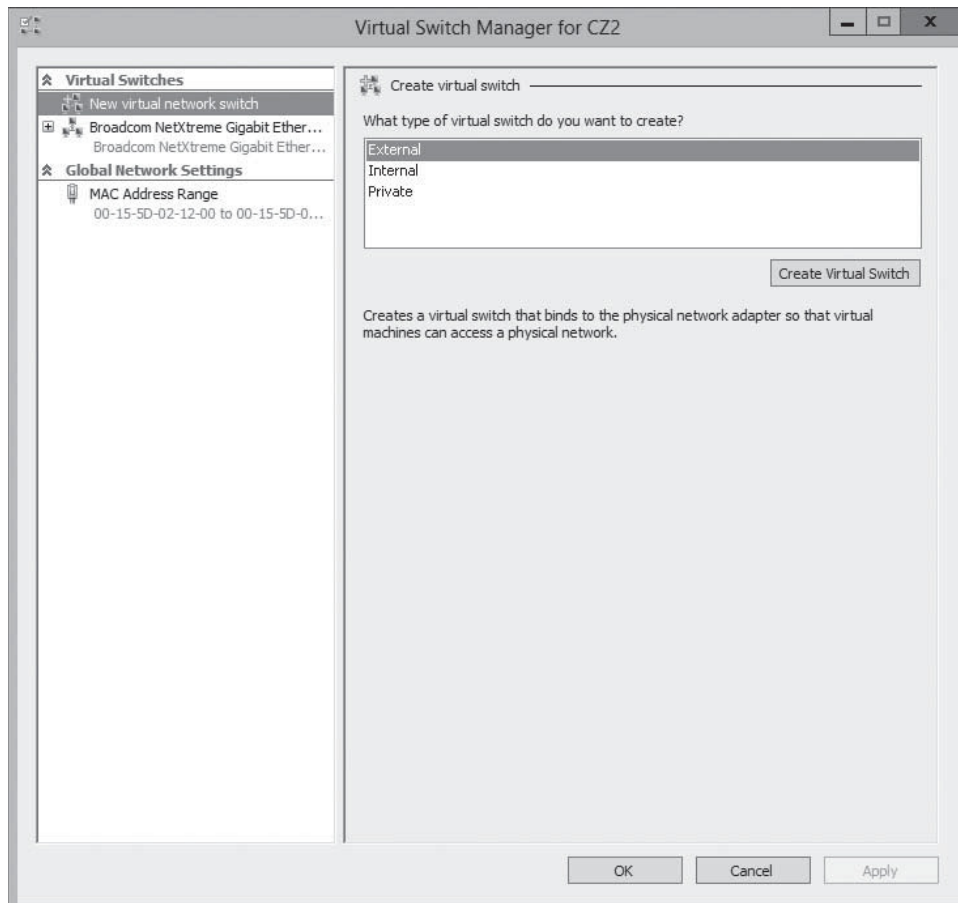 Virtual Switch Manager for CZ2
Virtual Switches
New virtual network switch
Broadcom NetXtreme Gigabit Ether...
Broadcom NetXtreme Gigabit Ether...
Global Network Settings
MAC Address Range
00-15-5D-02-12-00 to 00-15-5D-0...
Create virtual switch
What type of virtual switch do you want to create?
External
Internal
Private
Create Virtual Switch
Creates a virtual switch that binds to the physical network adapter so that virtual
machines can access a physical network.
OK
Cancel
Apply